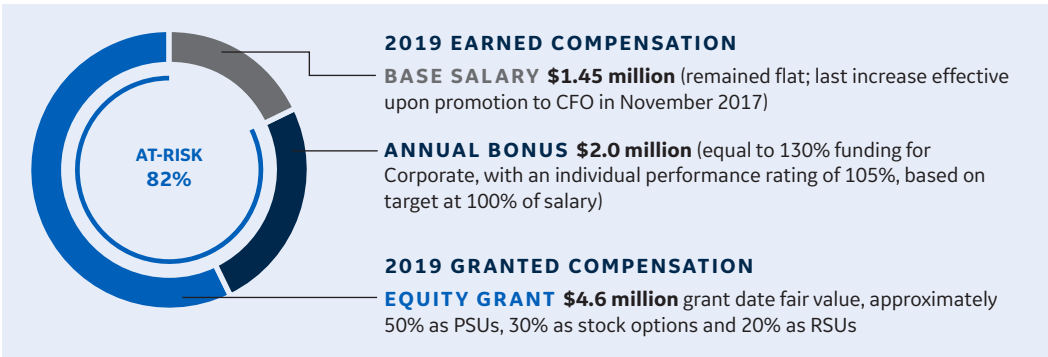 AT-RISK
82%
2019 EARNED COMPENSATION
BASE SALARY $1.45 million (remained flat; last increase effective
upon promotion to CFO in November 2017)
ANNUAL BONUS $2.0 million (equal to 130% funding for
Corporate, with an individual performance rating of 105%, based on
target at 100% of salary)
2019 GRANTED COMPENSATION
EQUITY GRANT $4.6 million grant date fair value, approximately
50% as PSUs, 30% as stock options and 20% as RSUs